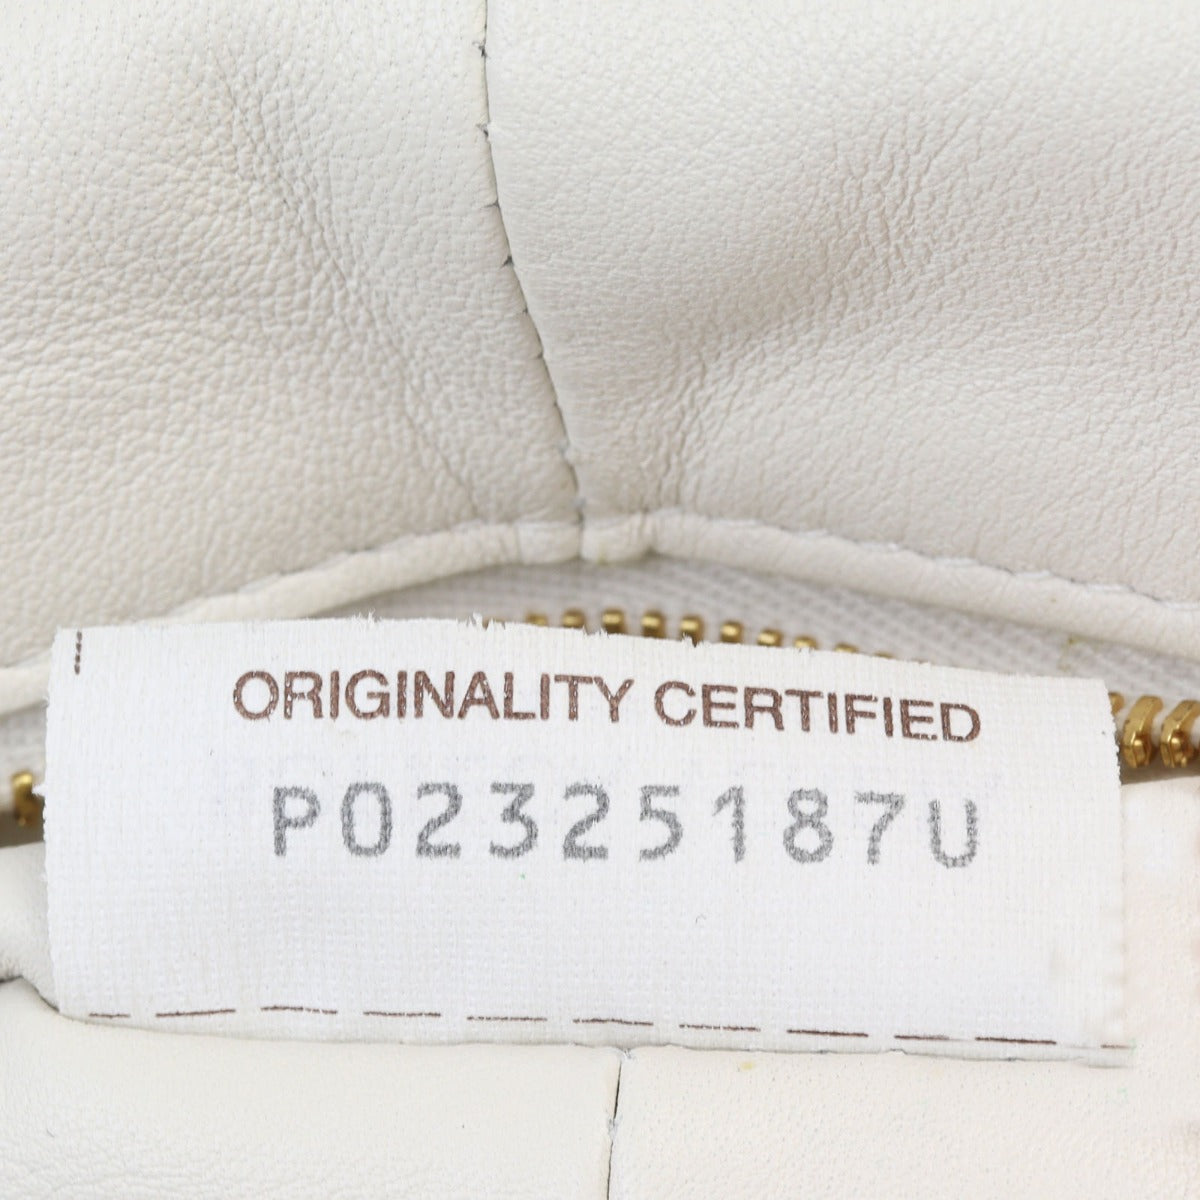 ORIGINALITY CERTIFIED
P02325187U